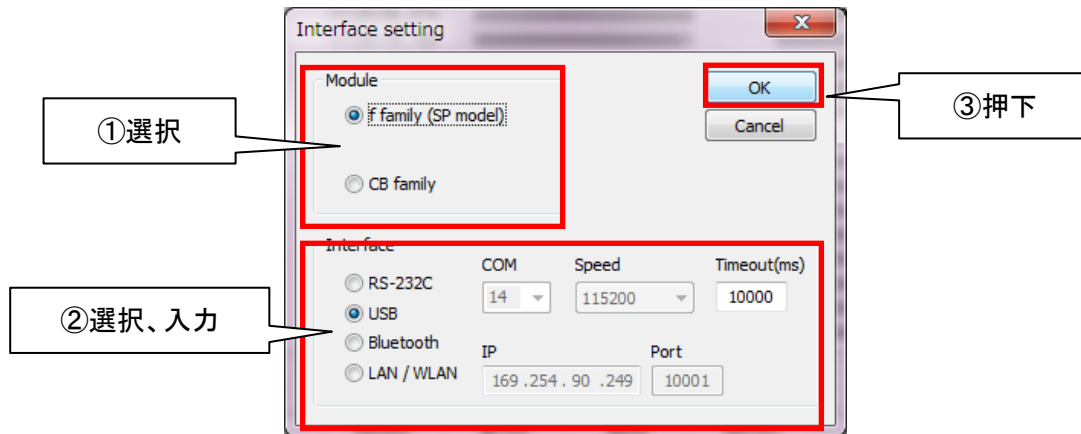 Interface setting
Module
f family (SP model)
CB family
OK
Cancel
①選択
③押下
Interface
RS-232C
USB
Bluetooth
LAN / WLAN
COM
Speed
Timeout(ms)
14
115200
10000
IP
Port
169 .254 . 90 .249
10001
②選択、入力